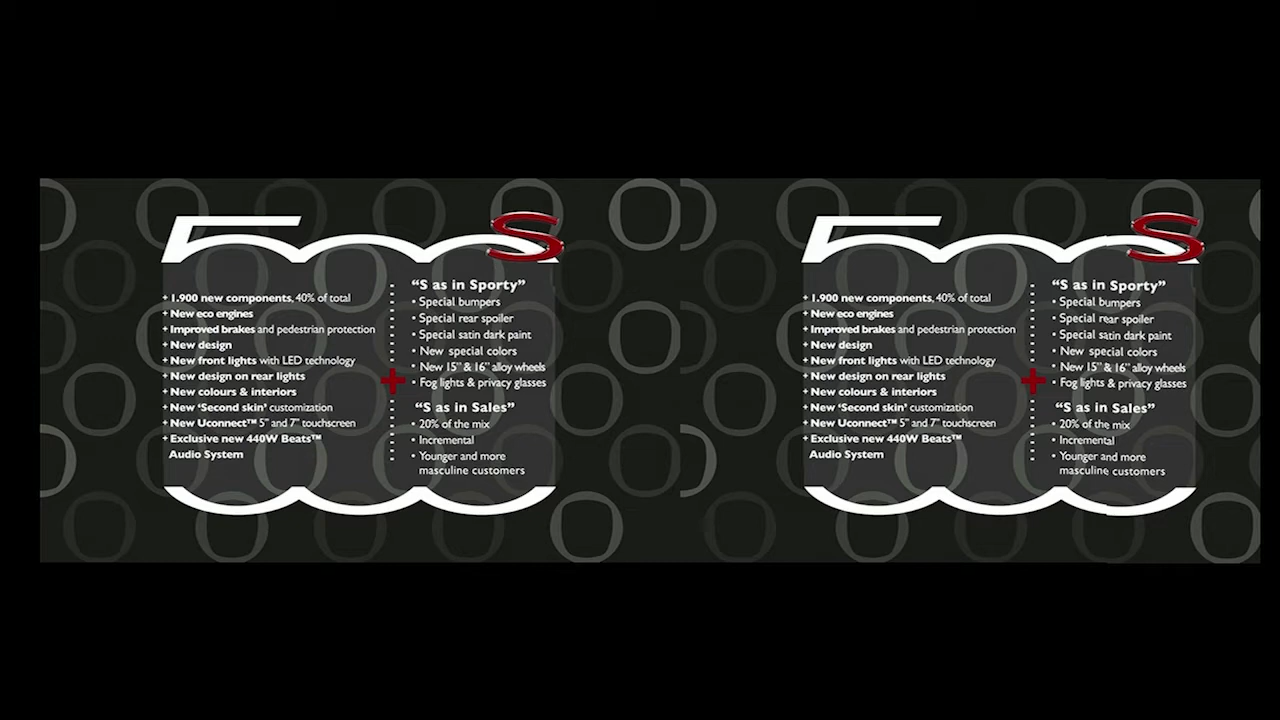 500S
+ 1.900 new components, 40% of total
+ New eco engines
+ Improved brakes and pedestrian protection
+ New design
+ New front lights with LED technology
+ New design on rear lights
+ New colours & interiors
+ New ‘Second skin’ customization
+ New Uconnect™ 5” and 7” touchscreen
+ Exclusive new 440W Beats™
Audio System
+
“S as in Sporty”
• Special bumpers
• Special rear spoiler
• Special satin dark paint
• New special colors
• New 15” & 16” alloy wheels
• Fog lights & privacy glasses
“S as in Sales”
• 20% of the mix
• Incremental
• Younger and more
masculine customers
500S
+ 1.900 new components, 40% of total
+ New eco engines
+ Improved brakes and pedestrian protection
+ New design
+ New front lights with LED technology
+ New design on rear lights
+ New colours & interiors
+ New ‘Second skin’ customization
+ New Uconnect™ 5” and 7” touchscreen
+ Exclusive new 440W Beats™
Audio System
+
“S as in Sporty”
• Special bumpers
• Special rear spoiler
• Special satin dark paint
• New special colors
• New 15” & 16” alloy wheels
• Fog lights & privacy glasses
“S as in Sales”
• 20% of the mix
• Incremental
• Younger and more
masculine customers